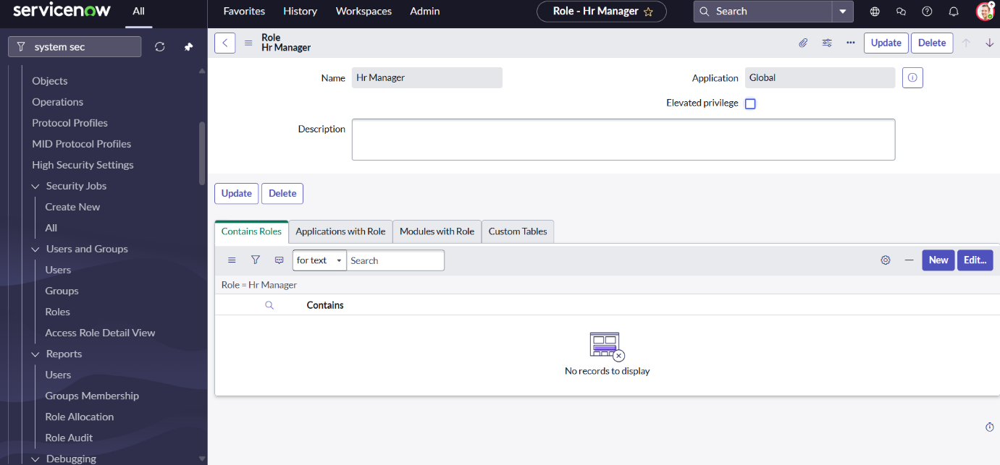 servicenow
All
Favorites
History
Workspaces
Admin
Role - Hr Manager
Search
system sec
Objects
Operations
Protocol Profiles
MID Protocol Profiles
High Security Settings
Security Jobs
Create New
All
Users and Groups
Users
Groups
Roles
Access Role Detail View
Reports
Users
Groups Membership
Role Allocation
Role Audit
Debugging
Role
Hr Manager
Update
Delete
Name
Hr Manager
Application
Global
Elevated privilege
Description
Update
Delete
Contains Roles
Applications with Role
Modules with Role
Custom Tables
for text
Search
New
Edit...
Role = Hr Manager
Contains
No records to display